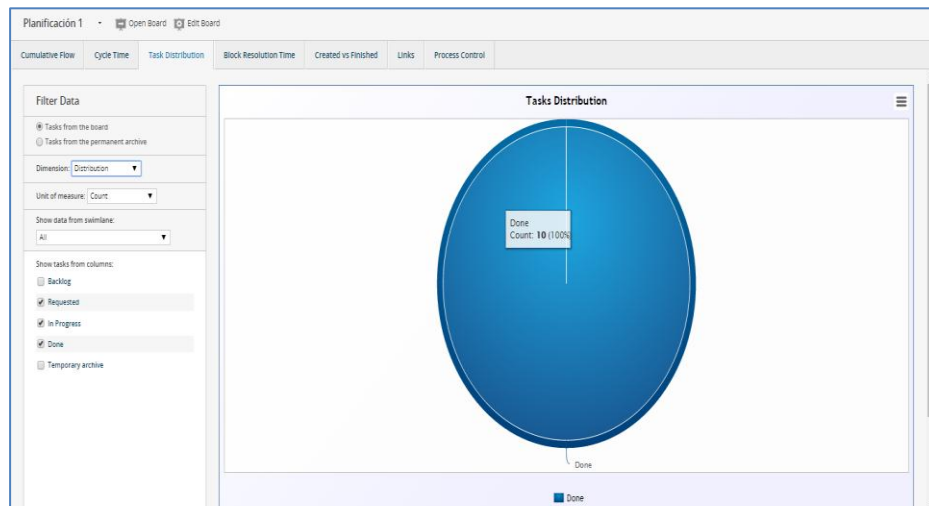 Planificación 1 - Open Board Edit Board
Cumulative Flow Cycle Time Task Distribution Block Resolution Time Created vs Finished Links Process Control
Filter Data
Tasks from the board
Tasks from the permanent archive
Dimension: Distribution
Unit of measure: Count
Show data from swimlane:
All
Show tasks from columns:
Backlog
Requested
In Progress
Done
Temporary archive
Tasks Distribution
Done
Count: 10 (100%)
Done
Done